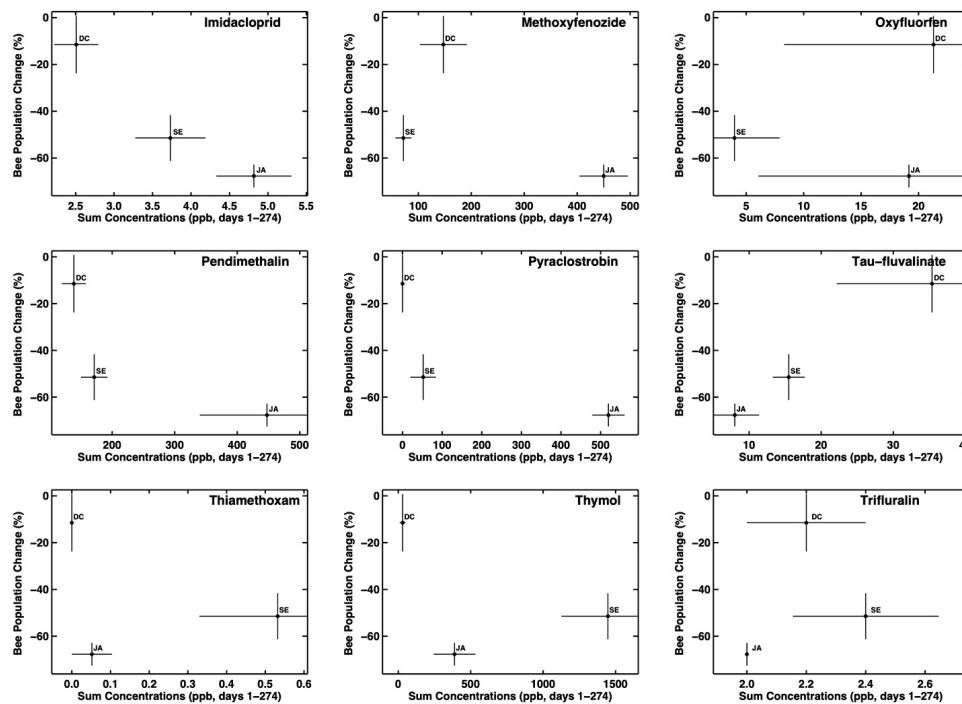 Imidacloprid
Methoxyfenozide
Oxyfluorfen
0
−20
−40
−60
DC
SE
JA
2.5 3.0 3.5 4.0 4.5 5.0 5.5
Bee Population Change (%)
Sum Concentrations (ppb, days 1−274)
0
−20
−40
−60
DC
SE
JA
0 100 200 300 400 500
Bee Population Change (%)
Sum Concentrations (ppb, days 1−274)
0
−20
−40
−60
DC
SE
JA
5 10 15 20
Bee Population Change (%)
Sum Concentrations (ppb, days 1−274)
Pendimethalin
Pyraclostrobin
Tau−fluvalinate
0
−20
−40
−60
DC
SE
JA
200 300 400 500
Bee Population Change (%)
Sum Concentrations (ppb, days 1−274)
0
−20
−40
−60
DC
SE
JA
0 100 200 300 400 500
Bee Population Change (%)
Sum Concentrations (ppb, days 1−274)
0
−20
−40
−60
DC
SE
JA
10 20 30
Bee Population Change (%)
Sum Concentrations (ppb, days 1−274)
Thiamethoxam
Thymol
Trifluralin
0
−20
−40
−60
DC
SE
JA
0.0 0.1 0.2 0.3 0.4 0.5 0.6
Bee Population Change (%)
Sum Concentrations (ppb, days 1−274)
0
−20
−40
−60
DC
SE
JA
0 500 1000 1500
Bee Population Change (%)
Sum Concentrations (ppb, days 1−274)
0
−20
−40
−60
DC
SE
JA
2.0 2.2 2.4 2.6
Bee Population Change (%)
Sum Concentrations (ppb, days 1−274)